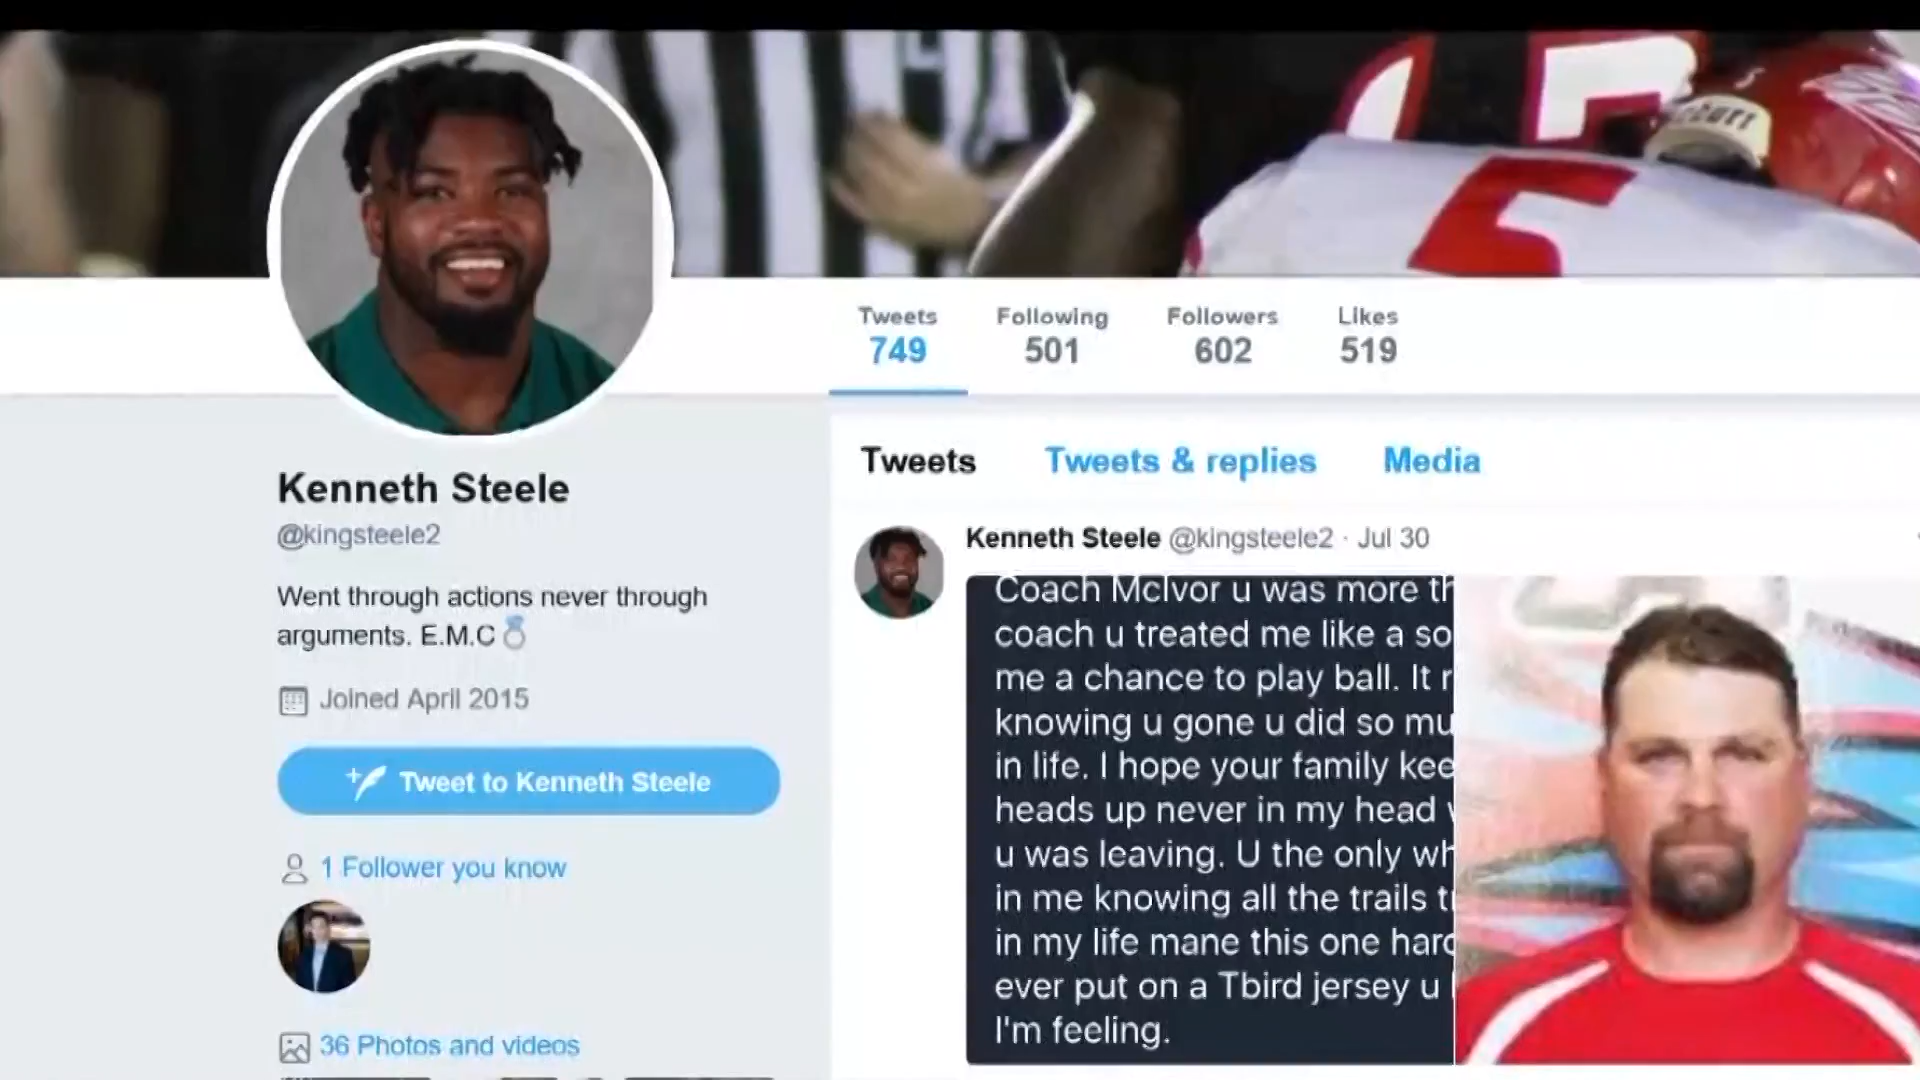 Tweets Following Followers Likes
749 501 602 519
Kenneth Steele
@kingsteele2
Went through actions never through
arguments. E.M.C
Joined April 2015
Tweet to Kenneth Steele
1 Follower you know
36 Photos and videos
Tweets Tweets & replies Media
Kenneth Steele @kingsteele2 · Jul 30
Coach McIvor u was more th
coach u treated me like a so
me a chance to play ball. It r
knowing u gone u did so mu
in life. I hope your family kee
heads up never in my head
u was leaving. U the only wh
in me knowing all the trails tr
in my life mane this one hard
ever put on a Tbird jersey u
I'm feeling.